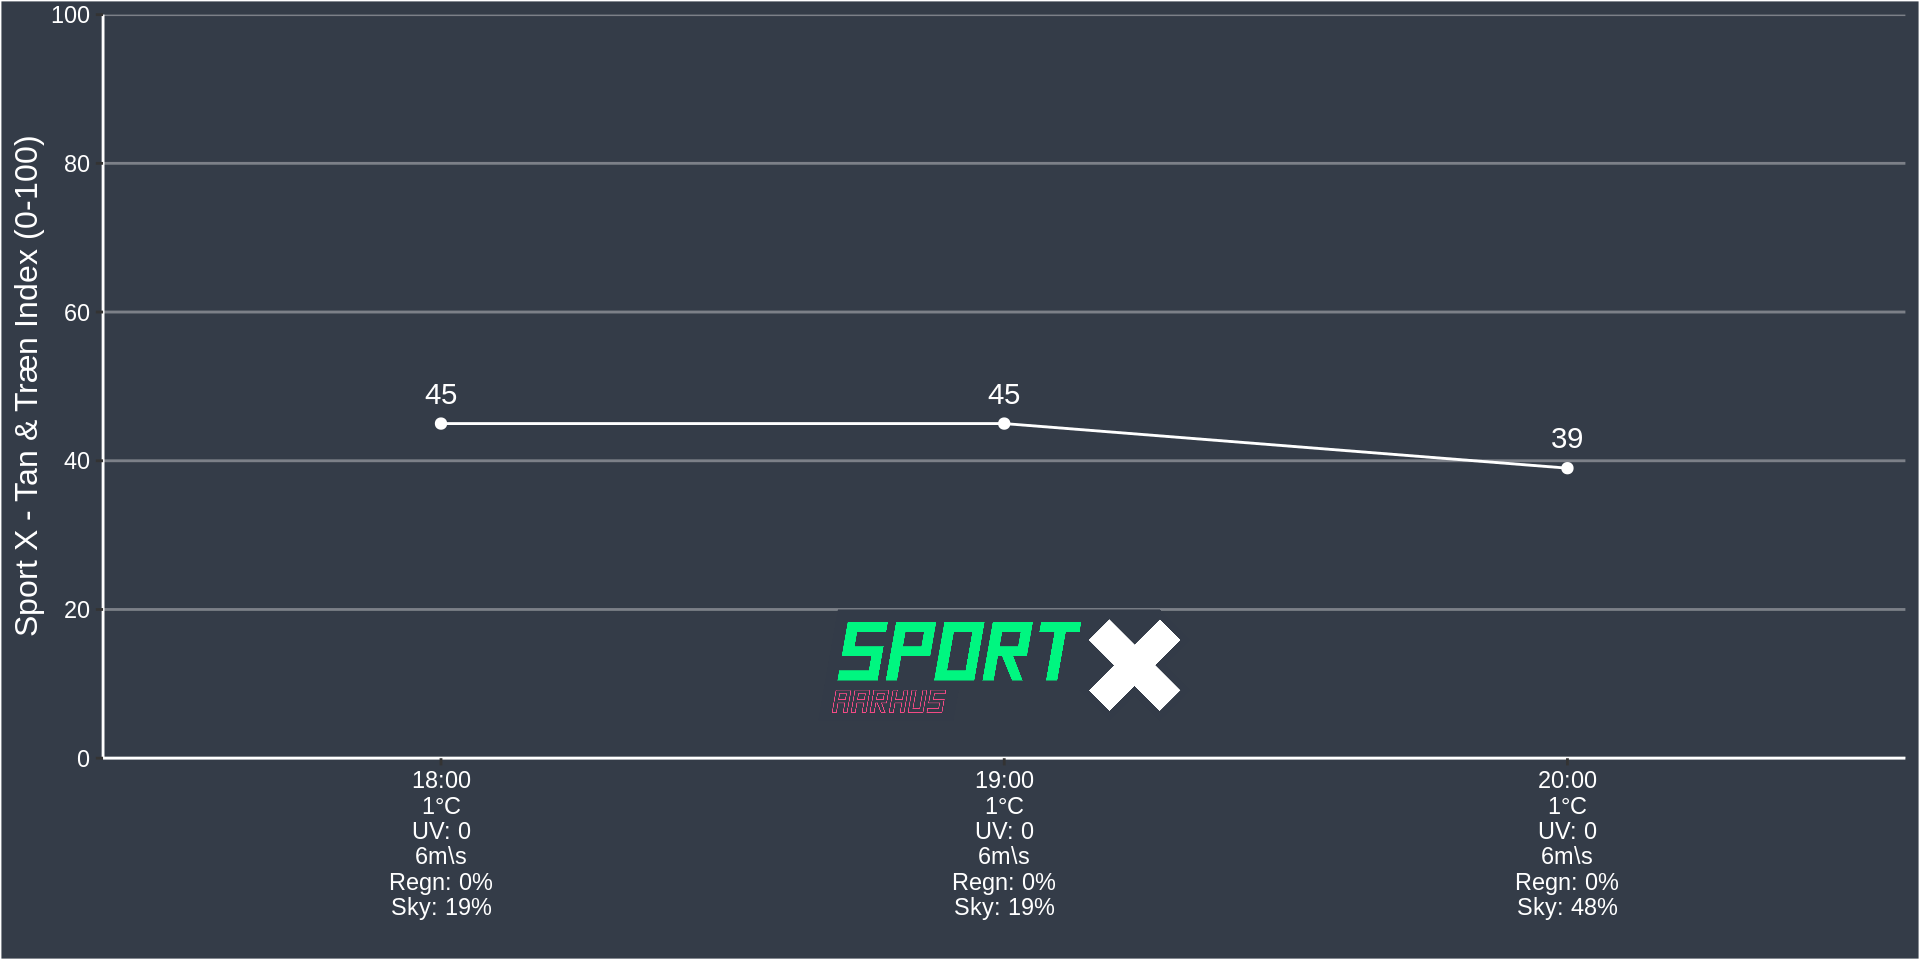 Sport X - Tan & Træn Index (0-100)
100
80
60
40
20
0
45
45
39
SPORT X
AARHUS
18:00
1°C
UV: 0
6m\s
Regn: 0%
Sky: 19%
19:00
1°C
UV: 0
6m\s
Regn: 0%
Sky: 19%
20:00
1°C
UV: 0
6m\s
Regn: 0%
Sky: 48%